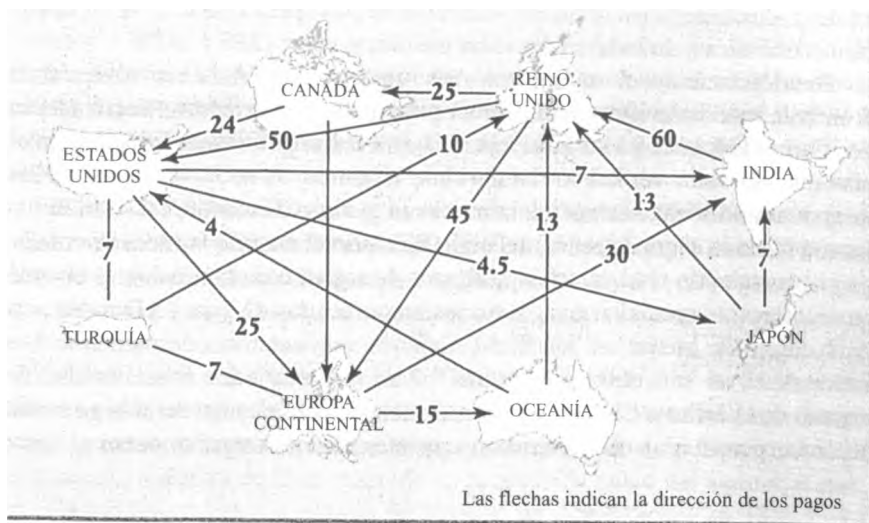 CANADÁ
25
REINO
UNIDO
24
50
10
60
ESTADOS
UNIDOS
7
INDIA
4
45
13
13
7
4,5
30
7
TURQUÍA
25
7
JAPÓN
EUROPA
CONTINENTAL
15
OCEANÍA
Las flechas indican la dirección de los pagos